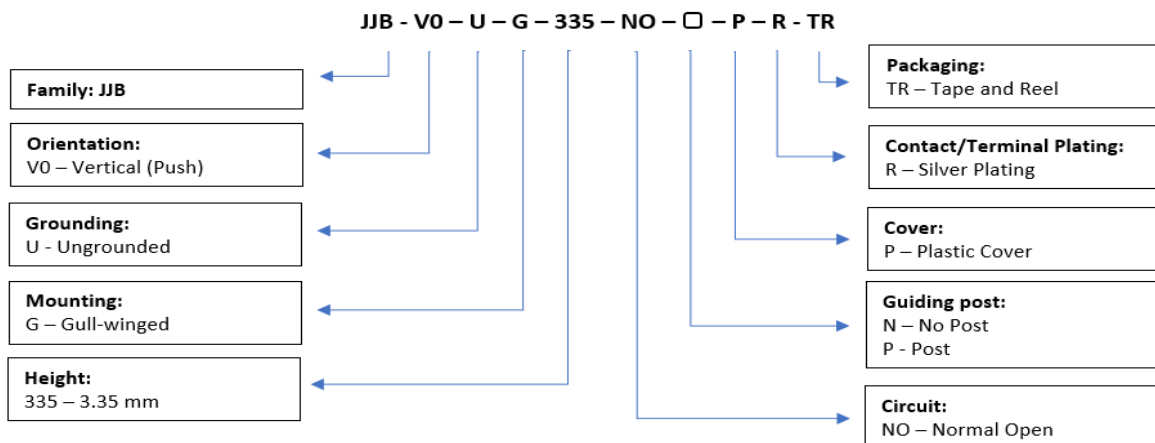 JJB - V0 – U – G – 335 – NO – ▢ – P – R - TR
Family: JJB
Orientation:
V0 – Vertical (Push)
Grounding:
U - Ungrounded
Mounting:
G – Gull-winged
Height:
335 – 3.35 mm
Packaging:
TR – Tape and Reel
Contact/Terminal Plating:
R – Silver Plating
Cover:
P – Plastic Cover
Guiding post:
N – No Post
P - Post
Circuit:
NO – Normal Open